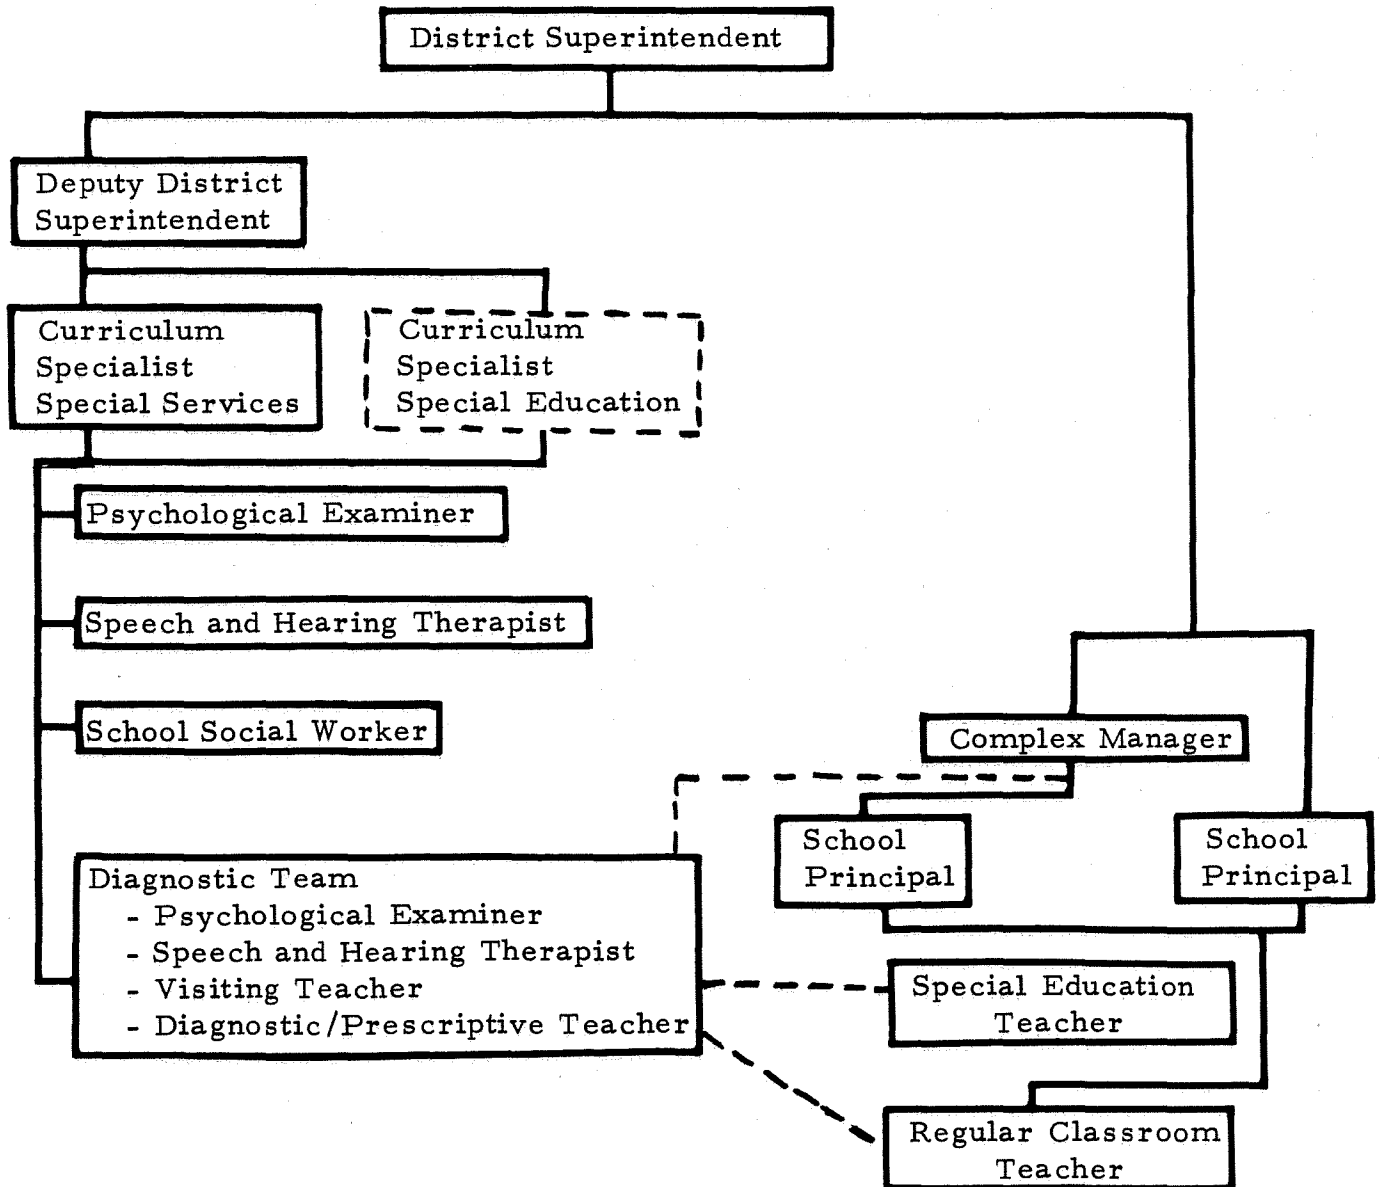 District Superintendent
Deputy District
Superintendent
Curriculum
Specialist
Special Services
Curriculum
Specialist
Special Education
Psychological Examiner
Speech and Hearing Therapist
School Social Worker
Complex Manager
School
Principal
School
Principal
Diagnostic Team
- Psychological Examiner
- Speech and Hearing Therapist
- Visiting Teacher
- Diagnostic/Prescriptive Teacher
Special Education
Teacher
Regular Classroom
Teacher